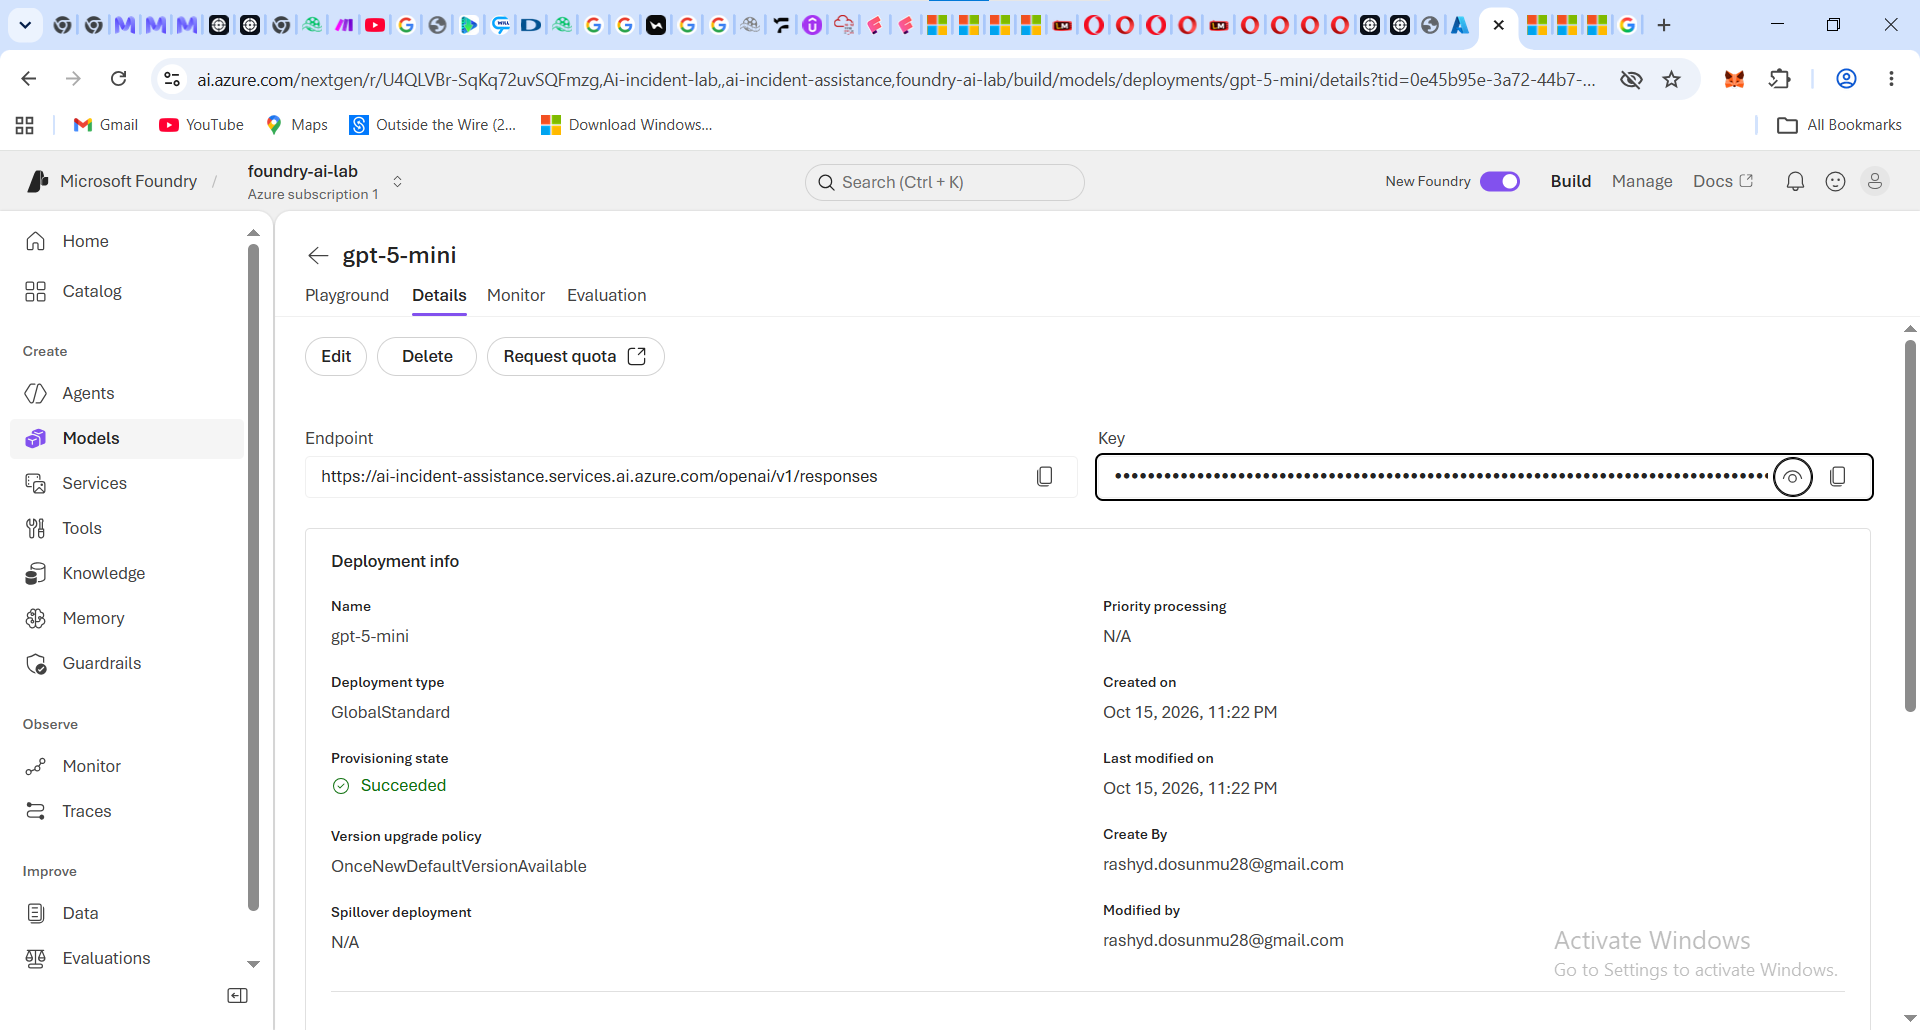 ai.azure.com/nextgen/r/U4QLVBr-SqKq72uvSQFmzg,Ai-incident-lab,,ai-incident-assistance,foundry-ai-lab/build/models/deployments/gpt-5-mini/details?tid=0e45b95e-3a72-44b7-...
Gmail
YouTube
Maps
Outside the Wire (2...
Download Windows...
All Bookmarks
Microsoft Foundry /
foundry-ai-lab
Azure subscription 1
Search (Ctrl + K)
New Foundry
Build
Manage
Docs
Home
Catalog
Create
Agents
Models
Services
Tools
Knowledge
Memory
Guardrails
Observe
Monitor
Traces
Improve
Data
Evaluations
gpt-5-mini
Playground
Details
Monitor
Evaluation
Edit
Delete
Request quota
Endpoint
https://ai-incident-assistance.services.ai.azure.com/openai/v1/responses
Key
Deployment info
Name
gpt-5-mini
Deployment type
GlobalStandard
Provisioning state
Succeeded
Version upgrade policy
OnceNewDefaultVersionAvailable
Spillover deployment
N/A
Priority processing
N/A
Created on
Oct 15, 2026, 11:22 PM
Last modified on
Oct 15, 2026, 11:22 PM
Create By
rashyd.dosunmu28@gmail.com
Modified by
rashyd.dosunmu28@gmail.com
Activate Windows
Go to Settings to activate Windows.